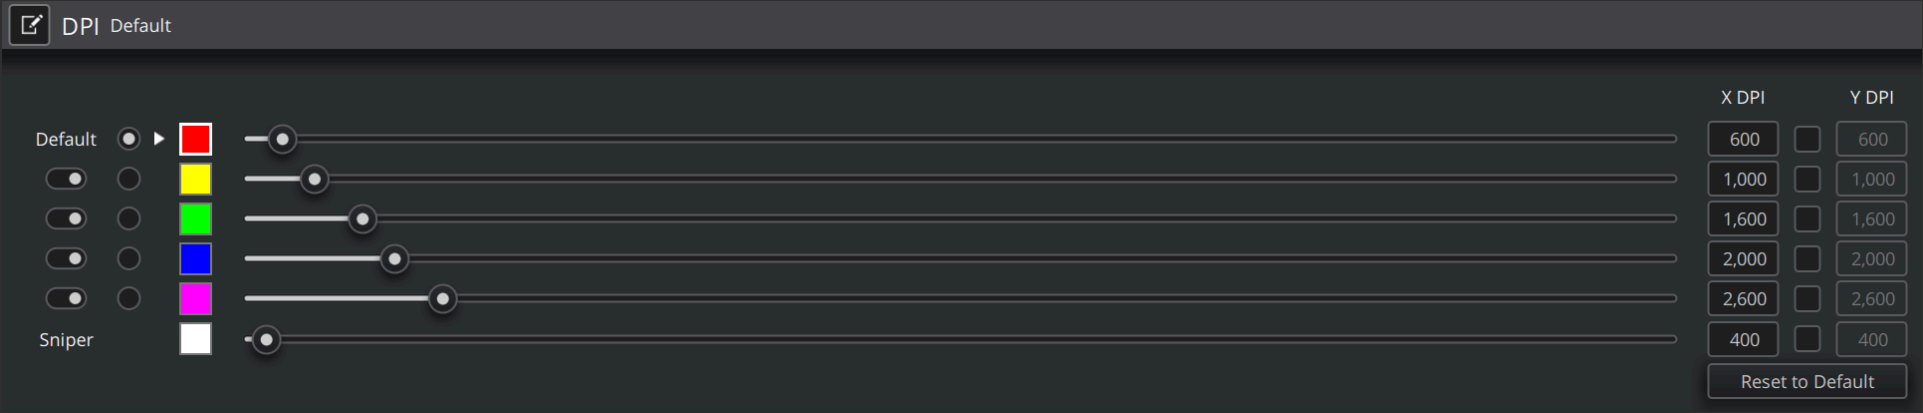 DPI Default
X DPI Y DPI
Default 600 600
1,000 1,000
1,600 1,600
2,000 2,000
2,600 2,600
Sniper 400 400
Reset to Default